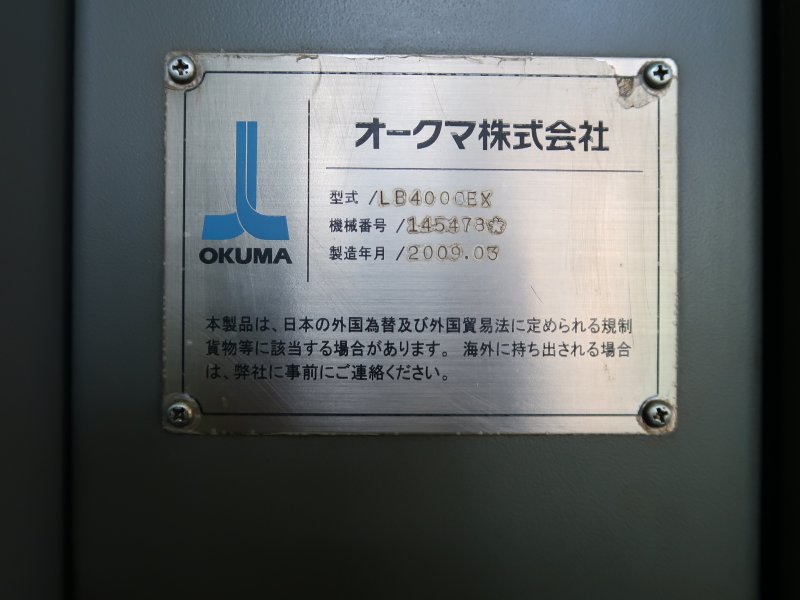 オークマ株式会社
OKUMA
型式 /LB4000EX
機械番号 /145478
製造年月 /2009.03
本製品は、日本の外国為替及び外国貿易法に定められる規制
貨物等に該当する場合があります。 海外に持ち出される場合
は、弊社に事前にご連絡ください。